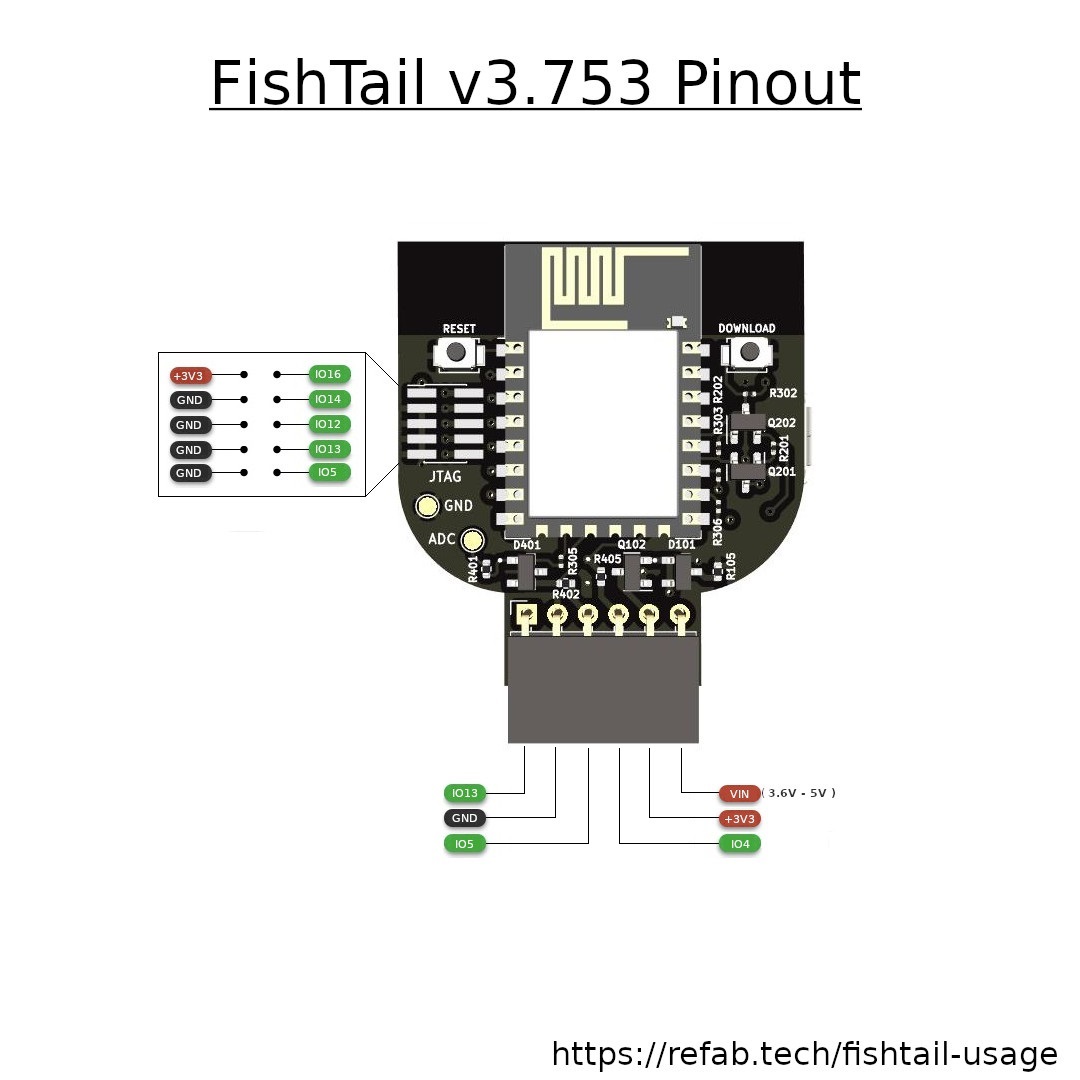 FishTail v3.753 Pinout
RESET
DOWNLOAD
+3V3 IO16
GND IO14
GND IO12
GND IO13
GND IO5
JTAG
GND
ADC
R202
R302
R303
Q202
R201
Q201
R306
D401
Q102
D101
R401
R305
R405
R105
R402
IO13
GND
IO5
VIN ( 3.6V - 5V )
+3V3
IO4
https://refab.tech/fishtail-usage